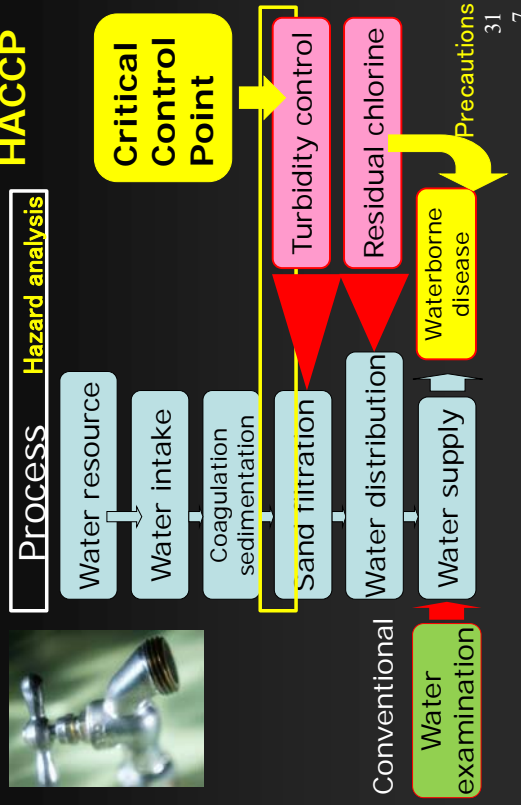 HACCP
Process
Hazard analysis
Water resource
Water intake
Coagulation
sedimentation
Sand filtration
Water distribution
Water supply
Critical
Control
Point
Turbidity control
Residual chlorine
Precautions
Waterborne
disease
Conventional
Water
examination
31
7